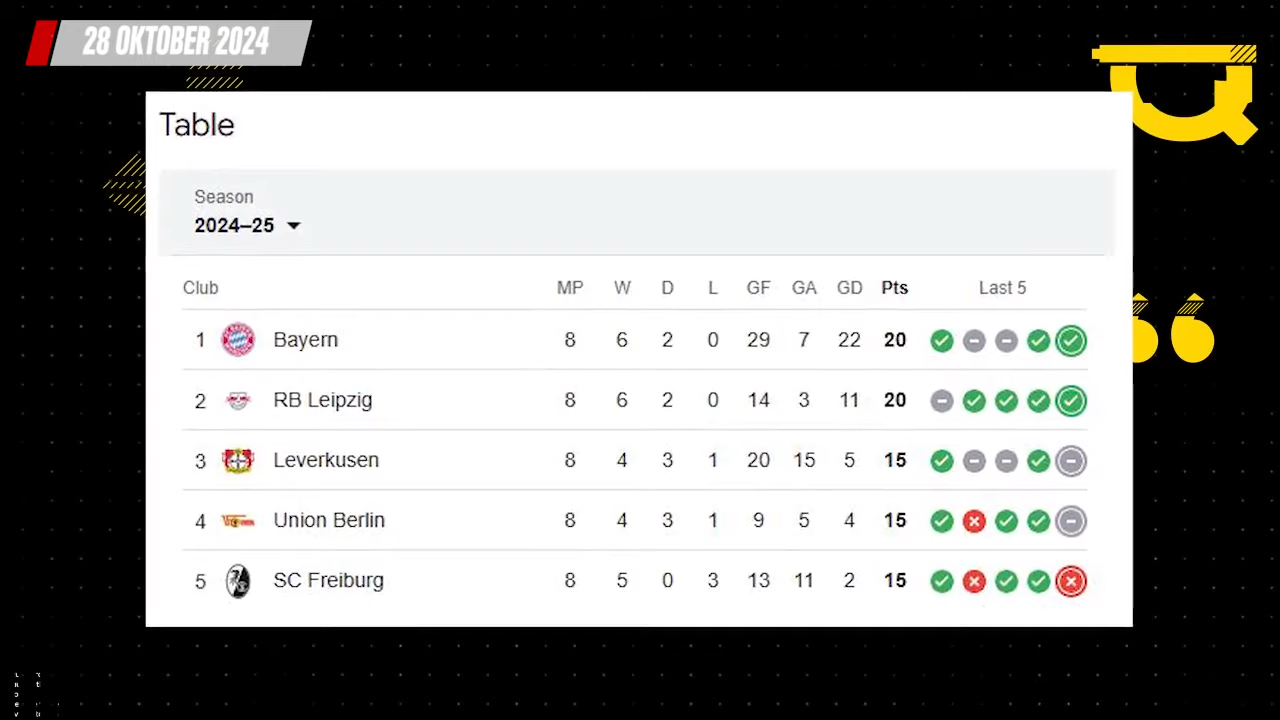 28 OKTOBER 2024
Table
Season
2024–25
Club MP W D L GF GA GD Pts Last 5
1 Bayern 8 6 2 0 29 7 22 20
2 RB Leipzig 8 6 2 0 14 3 11 20
3 Leverkusen 8 4 3 1 20 15 5 15
4 Union Berlin 8 4 3 1 9 5 4 15
5 SC Freiburg 8 5 0 3 13 11 2 15